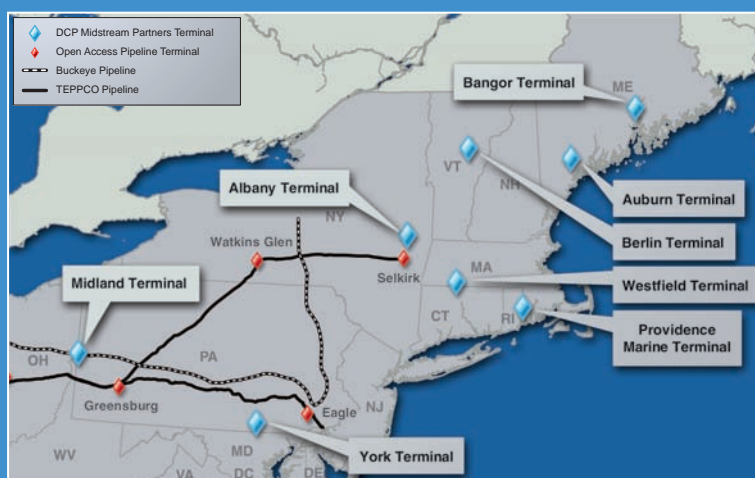 DCP Midstream Partners Terminal
Open Access Pipeline Terminal
Buckeye Pipeline
TEPPCO Pipeline
Bangor Terminal
ME
VT
NH
Albany Terminal
Auburn Terminal
NY
Berlin Terminal
Watkins Glen
Selkirk
MA
Westfield Terminal
Midland Terminal
CT
RI
Providence
Marine Terminal
OH
PA
Greensburg
Eagle
NJ
WV
MD
York Terminal
VA
DC
DE